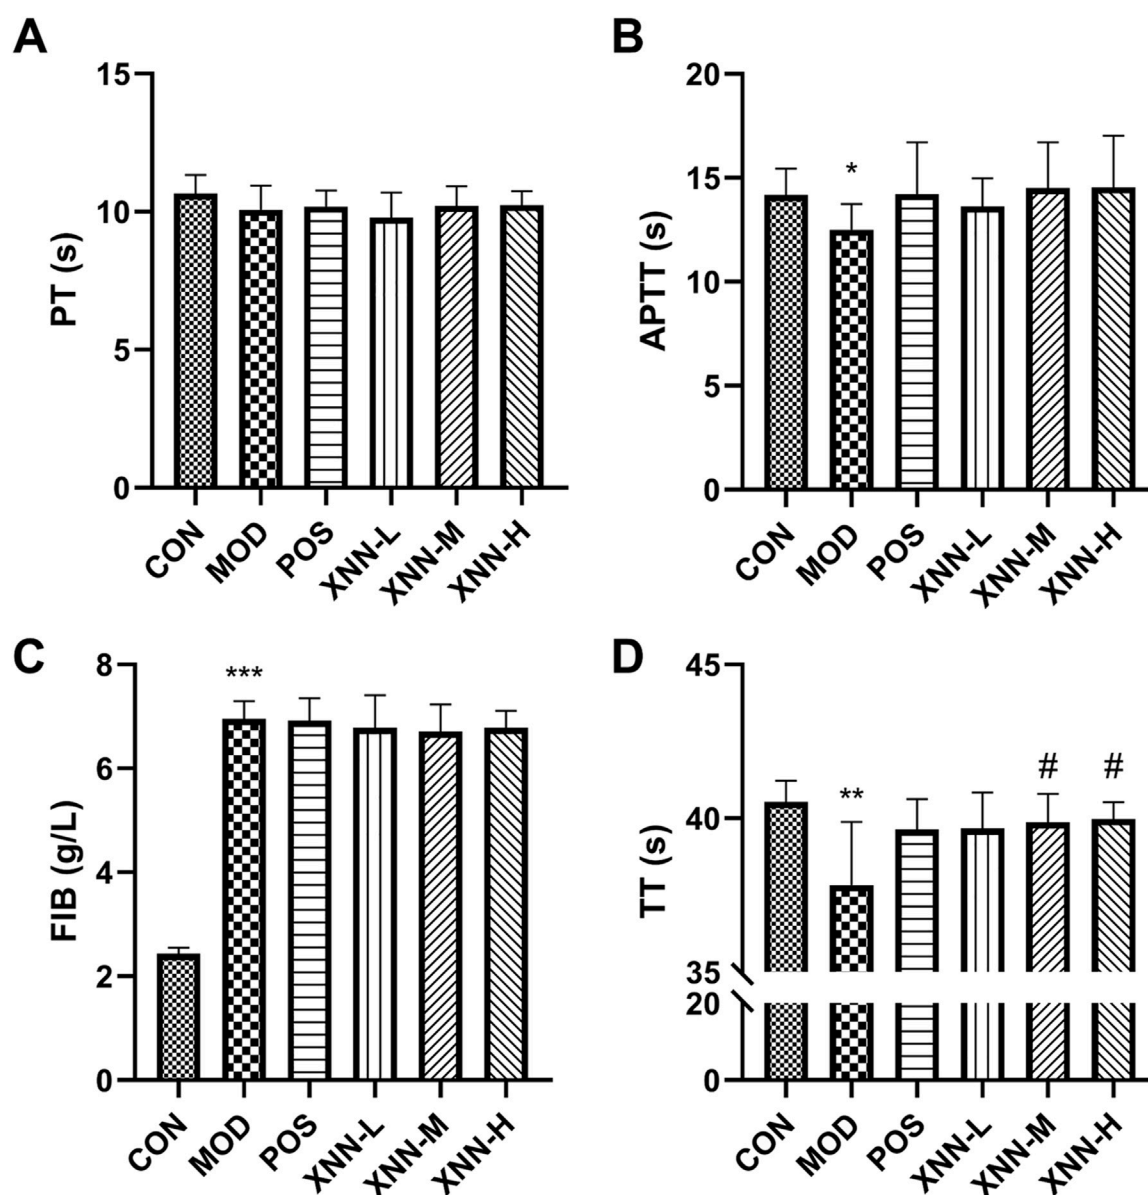 A
PT (s)
15
10
5
0
CON
MOD
POS
XNN-L
XNN-M
XNN-H
B
APTT (s)
20
15
10
5
0
*
CON
MOD
POS
XNN-L
XNN-M
XNN-H
C
FIB (g/L)
8
6
4
2
0
***
CON
MOD
POS
XNN-L
XNN-M
XNN-H
D
TT (s)
45
40
35
20
0
**
#
#
CON
MOD
POS
XNN-L
XNN-M
XNN-H